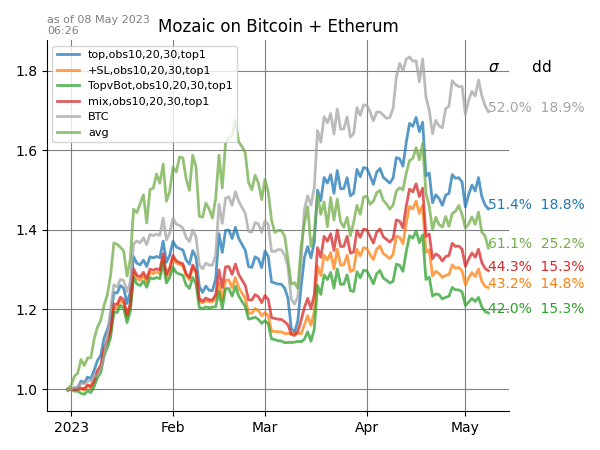 as of 08 May 2023
06:26
Mozaic on Bitcoin + Etherum
top,obs10,20,30,top1
+SL,obs10,20,30,top1
TopvBot,obs10,20,30,top1
mix,obs10,20,30,top1
BTC
avg
σ dd
52.0% 18.9%
51.4% 18.8%
61.1% 25.2%
44.3% 15.3%
43.2% 14.8%
42.0% 15.3%
1.8
1.6
1.4
1.2
1.0
2023 Feb Mar Apr May